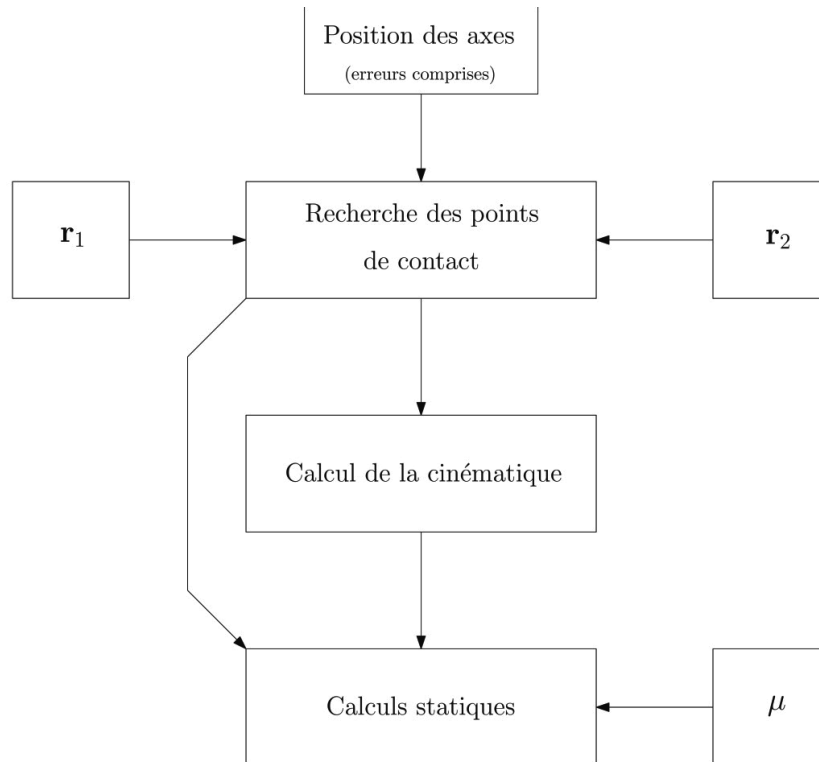 Position des axes
(erreurs comprises)
r₁
Recherche des points
de contact
r₂
Calcul de la cinématique
Calculs statiques
μ